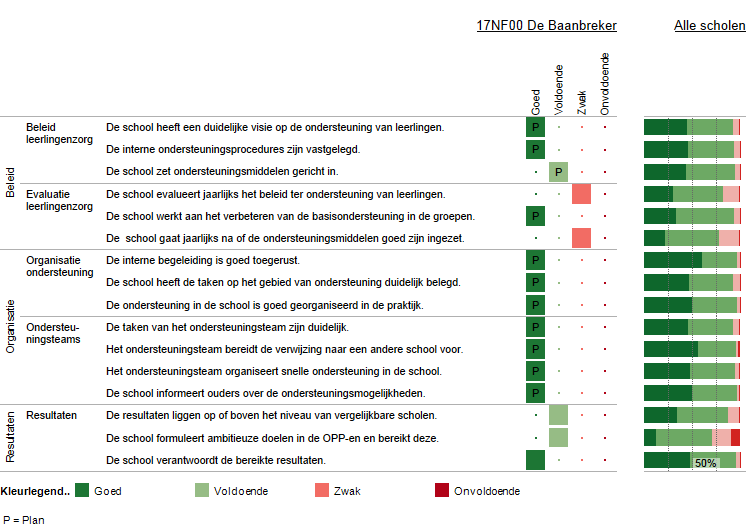 17NF00 De Baanbreker Alle scholen
Goed Voldoende Zwak Onvoldoende
Beleid
Beleid leerlingenzorg
De school heeft een duidelijke visie op de ondersteuning van leerlingen. P
De interne ondersteuningsprocedures zijn vastgelegd. P
De school zet ondersteuningsmiddelen gericht in. P
Evaluatie leerlingenzorg
De school evalueert jaarlijks het beleid ter ondersteuning van leerlingen.
De school werkt aan het verbeteren van de basisondersteuning in de groepen. P
De school gaat jaarlijks na of de ondersteuningsmiddelen goed zijn ingezet.
Organisatie
Organisatie ondersteuning
De interne begeleiding is goed toegerust. P
De school heeft de taken op het gebied van ondersteuning duidelijk belegd. P
De ondersteuning in de school is goed georganiseerd in de praktijk. P
Ondersteu-
ningsteams
De taken van het ondersteuningsteam zijn duidelijk. P
Het ondersteuningsteam bereidt de verwijzing naar een andere school voor. P
Het ondersteuningsteam organiseert snelle ondersteuning in de school. P
De school informeert ouders over de ondersteuningsmogelijkheden. P
Resultaten
Resultaten
De resultaten liggen op of boven het niveau van vergelijkbare scholen.
De school formuleert ambitieuze doelen in de OPP-en en bereikt deze.
De school verantwoordt de bereikte resultaten.
50%
Kleurlegend.. Goed Voldoende Zwak Onvoldoende
P = Plan